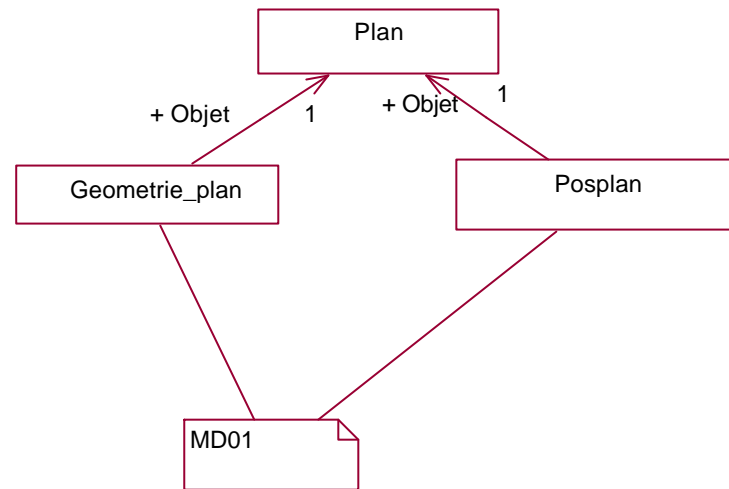 Plan
+ Objet
1
+ Objet
1
Geometrie_plan
Posplan
MD01